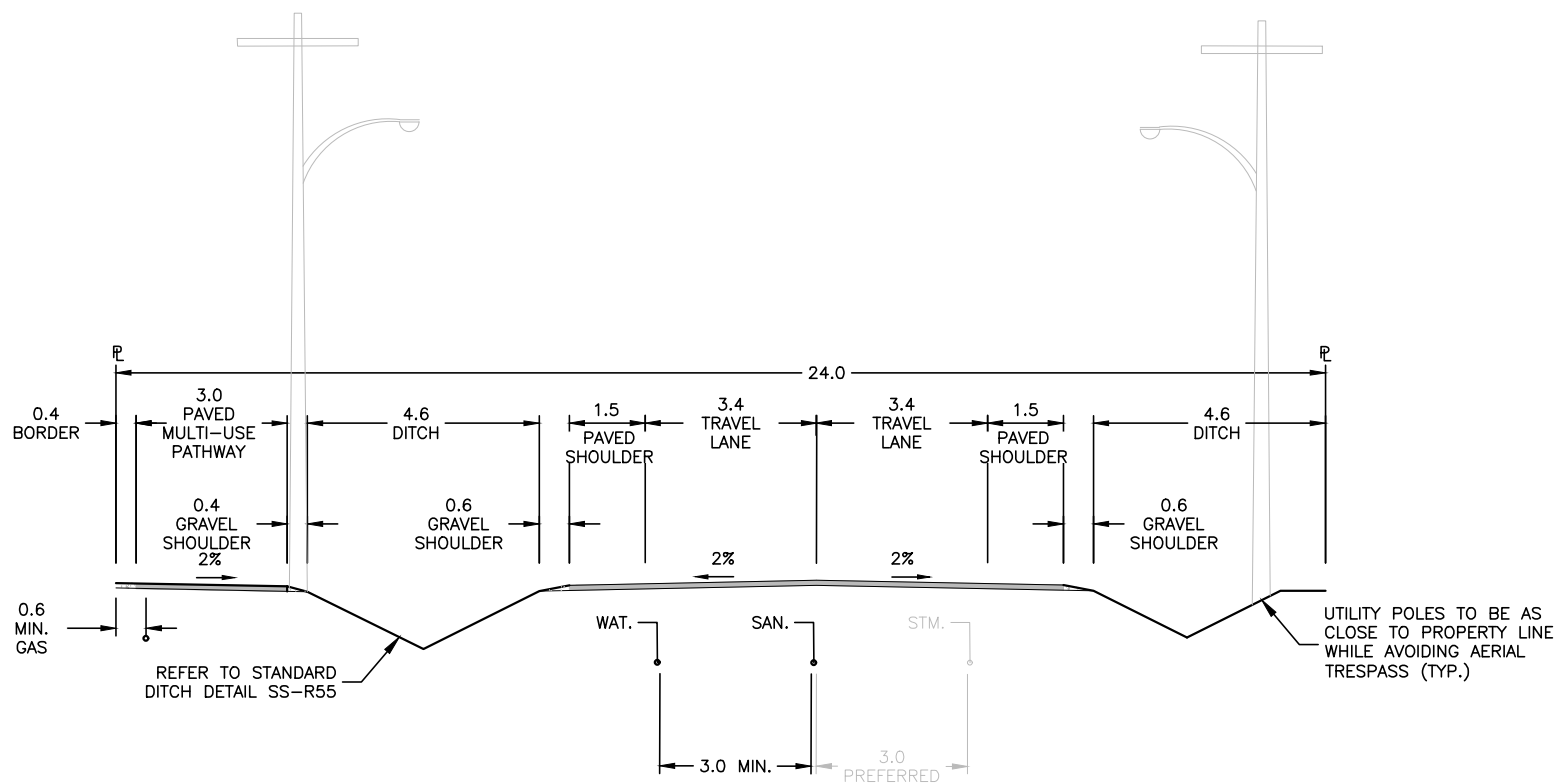 ℄
℄
24.0
0.4
BORDER
3.0
PAVED
MULTI-USE
PATHWAY
4.6
DITCH
1.5
PAVED
SHOULDER
3.4
TRAVEL
LANE
3.4
TRAVEL
LANE
1.5
PAVED
SHOULDER
4.6
DITCH
0.4
GRAVEL
SHOULDER
0.6
GRAVEL
SHOULDER
0.6
GRAVEL
SHOULDER
2%
2%
2%
0.6
MIN.
GAS
WAT.
SAN.
STM.
REFER TO STANDARD
DITCH DETAIL SS-R55
UTILITY POLES TO BE AS
CLOSE TO PROPERTY LINE
WHILE AVOIDING AERIAL
TRESPASS (TYP.)
3.0 MIN.
3.0
PREFERRED